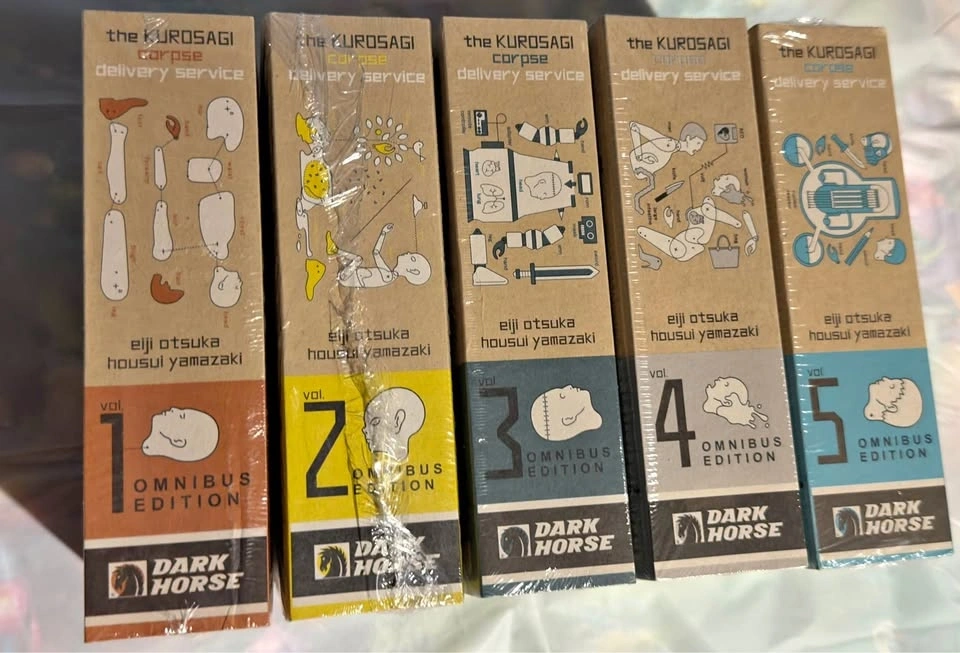 the KUROSAGI
corpse
delivery service
eiji otsuka
housui yamazaki
vol.
1
OMNIBUS
EDITION
DARK
HORSE
the KUROSAGI
corpse
delivery service
eiji otsuka
housui yamazaki
vol.
2
OMNIBUS
EDITION
DARK
HORSE
the KUROSAGI
corpse
delivery service
eiji otsuka
housui yamazaki
vol.
3
OMNIBUS
EDITION
DARK
HORSE
the KUROSAGI
corpse
delivery service
eiji otsuka
housui yamazaki
vol.
4
OMNIBUS
EDITION
DARK
HORSE
the KUROSAGI
corpse
delivery service
eiji otsuka
housui yamazaki
vol.
5
OMNIBUS
EDITION
DARK
HORSE